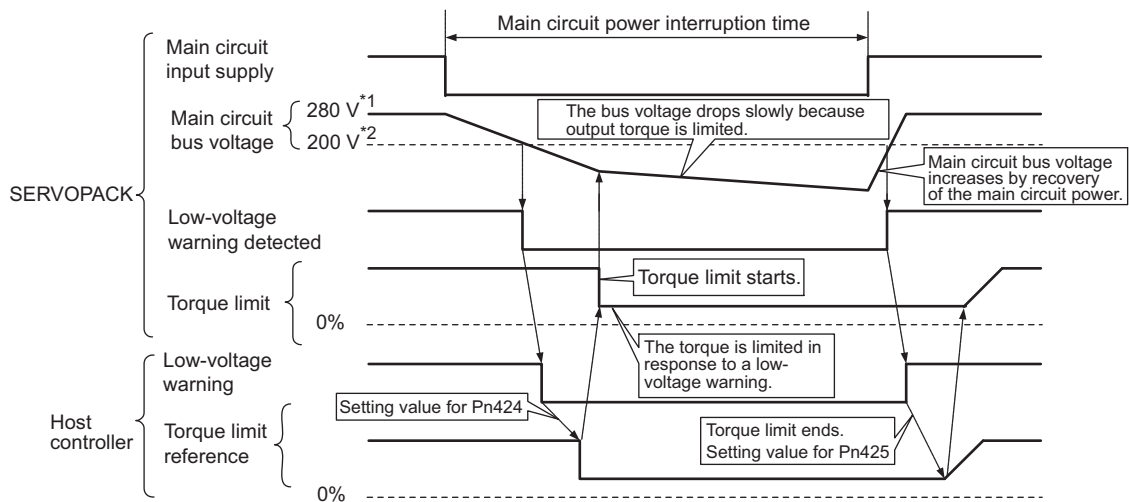 Main circuit power interruption time
Main circuit
input supply
Main circuit
bus voltage
280 V*1
200 V*2
The bus voltage drops slowly because
output torque is limited.
Main circuit bus voltage
increases by recovery
of the main circuit power.
SERVOPACK
Low-voltage
warning detected
Torque limit starts.
Torque limit
0%
The torque is limited in
response to a low-
voltage warning.
Low-voltage
warning
Setting value for Pn424
Host
controller
Torque limit
reference
Torque limit ends.
Setting value for Pn425
0%